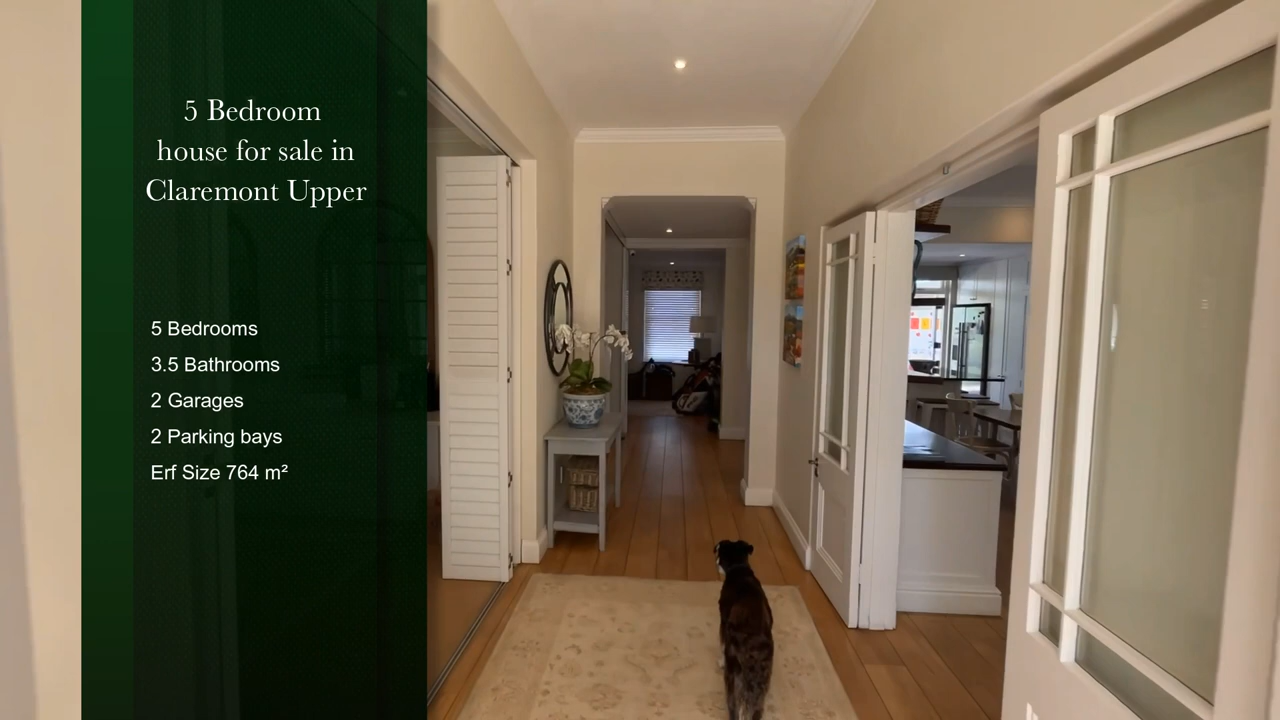 5 Bedroom
house for sale in
Claremont Upper
5 Bedrooms
3.5 Bathrooms
2 Garages
2 Parking bays
Erf Size 764 m²